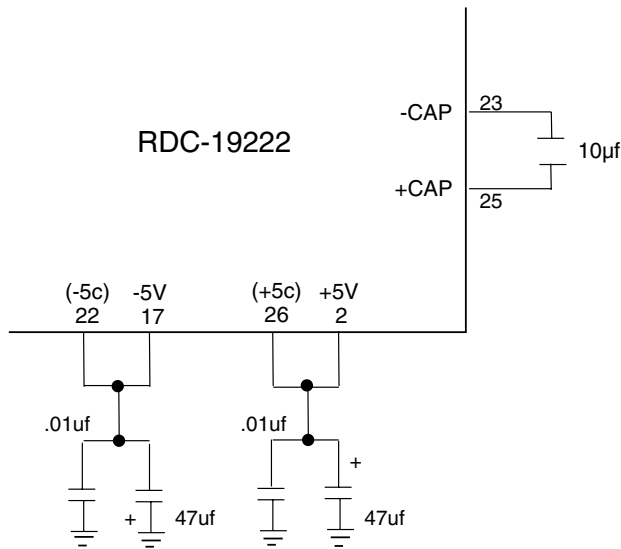 -CAP 23
RDC-19222
10µf
+CAP
25
(-5c) -5V (+5c) +5V
22 17 26 2
.01uf .01uf
+
+ 47uf 47uf